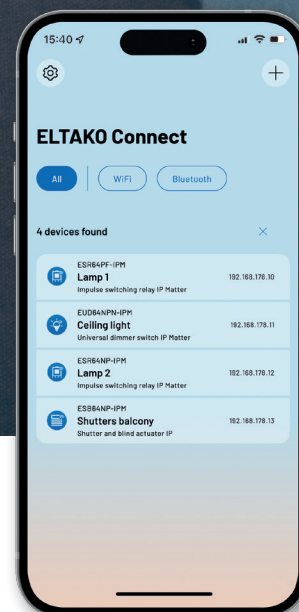 15:40
ELTAKO Connect
All
WiFi
Bluetooth
4 devices found
ESR64PF-IPM
Lamp 1
Impulse switching relay IP Matter
192.168.178.10
EUD64NPN-IPM
Ceiling light
Universal dimmer switch IP Matter
192.168.178.11
ESR64NP-IPM
Lamp 2
Impulse switching relay IP Matter
192.168.178.12
ESB64NP-IPM
Shutters balcony
Shutter and blind actuator IP
192.168.178.13